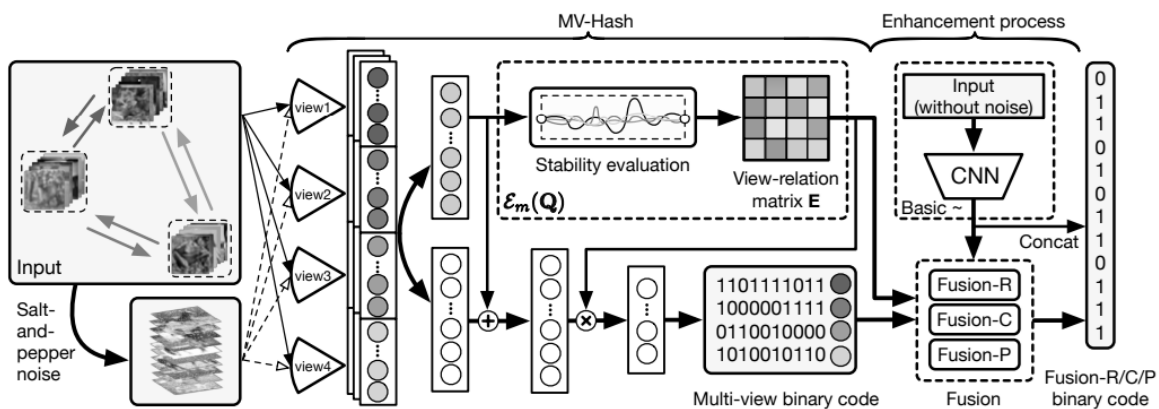 MV-Hash
Enhancement process
Input
Salt-
and-
pepper
noise
view1
view2
view3
view4
Stability evaluation
View-relation
matrix E
ℰm(Q)
+
×
1101111011
1000001111
0110010000
1010010110
Multi-view binary code
Input
(without noise)
CNN
Basic ~
Concat
Fusion-R
Fusion-C
Fusion-P
Fusion
0
1
1
0
1
0
1
0
1
1
0
1
1
1
Fusion-R/C/P
binary code